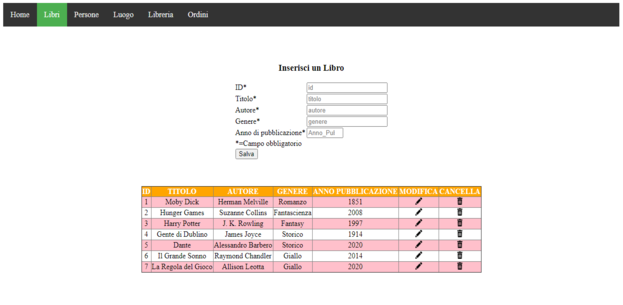 Home Libri Persone Luogo Libreria Ordini
Inserisci un Libro
ID* id
Titolo* titolo
Autore* autore
Genere* genere
Anno di pubblicazione* Anno_Pul
*=Campo obbligatorio
Salva
ID TITOLO AUTORE GENERE ANNO PUBBLICAZIONE MODIFICA CANCELLA
1 Moby Dick Herman Melville Romanzo 1851
2 Hunger Games Suzanne Collins Fantascienza 2008
3 Harry Potter J. K. Rowling Fantasy 1997
4 Gente di Dublino James Joyce Storico 1914
5 Dante Alessandro Barbero Storico 2020
6 Il Grande Sonno Raymond Chandler Giallo 2014
7 La Regola del Gioco Allison Leotta Giallo 2020